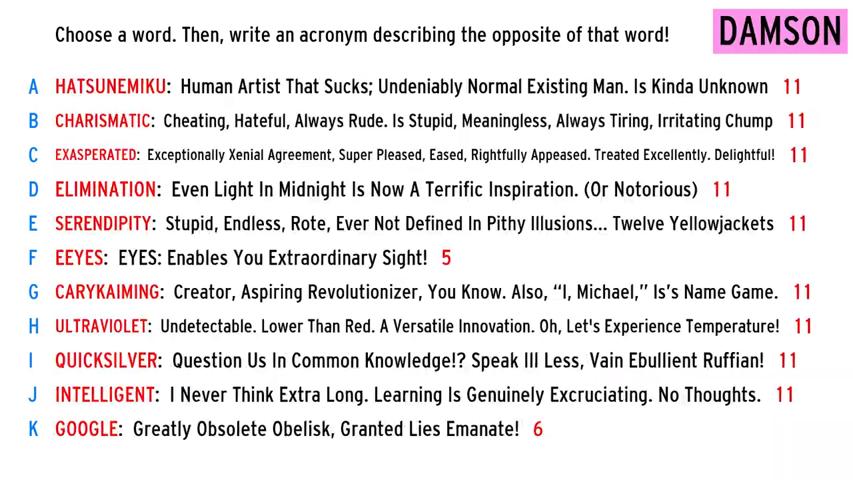 Choose a word. Then, write an acronym describing the opposite of that word!
DAMSON
A HATSUNEMIKU: Human Artist That Sucks; Undeniably Normal Existing Man. Is Kinda Unknown 11
B CHARISMATIC: Cheating, Hateful, Always Rude. Is Stupid, Meaningless, Always Tiring, Irritating Chump 11
C EXASPERATED: Exceptionally Xenial Agreement, Super Pleased, Eased, Rightfully Appeased. Treated Excellently. Delightful! 11
D ELIMINATION: Even Light In Midnight Is Now A Terrific Inspiration. (Or Notorious) 11
E SERENDIPITY: Stupid, Endless, Rote, Ever Not Defined In Pithy Illusions... Twelve Yellowjackets 11
F EEYES: EYES: Enables You Extraordinary Sight! 5
G CARYKAIMING: Creator, Aspiring Revolutionizer, You Know. Also, “I, Michael,” Is’s Name Game. 11
H ULTRAVIOLET: Undetectable. Lower Than Red. A Versatile Innovation. Oh, Let's Experience Temperature! 11
I QUICKSILVER: Question Us In Common Knowledge!? Speak Ill Less, Vain Ebullient Ruffian! 11
J INTELLIGENT: I Never Think Extra Long. Learning Is Genuinely Excruciating. No Thoughts. 11
K GOOGLE: Greatly Obsolete Obelisk, Granted Lies Emanate! 6